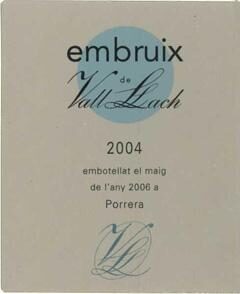 embruix
de
Vall Llach
2004
embotellat el maig
de l'any 2006 a
Porrera
VLL